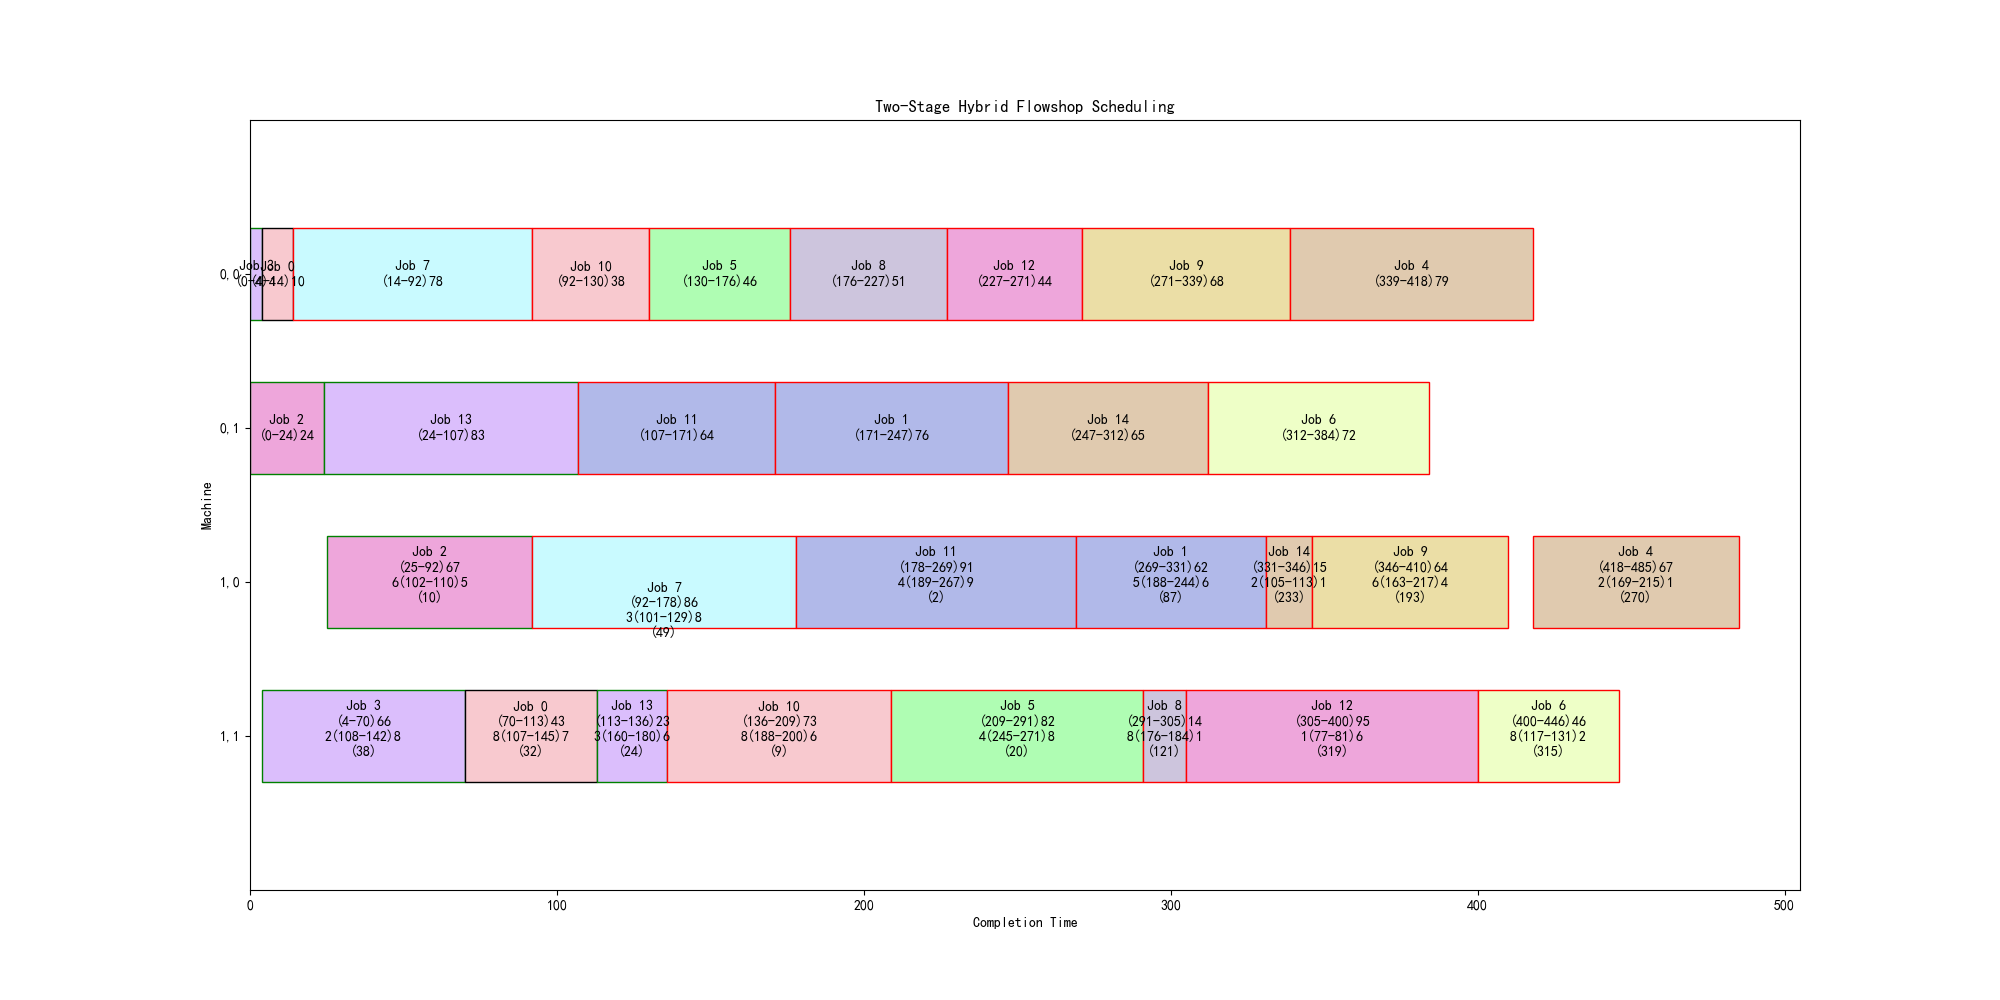 Two-Stage Hybrid Flowshop Scheduling
Machine
0,0
Job 3
(0-4)4
Job 0
(4-14)10
Job 7
(14-92)78
Job 10
(92-130)38
Job 5
(130-176)46
Job 8
(176-227)51
Job 12
(227-271)44
Job 9
(271-339)68
Job 4
(339-418)79
0,1
Job 2
(0-24)24
Job 13
(24-107)83
Job 11
(107-171)64
Job 1
(171-247)76
Job 14
(247-312)65
Job 6
(312-384)72
1,0
Job 2
(25-92)67
6(102-110)5
(10)
Job 7
(92-178)86
3(101-129)8
(49)
Job 11
(178-269)91
4(189-267)9
(2)
Job 1
(269-331)62
5(188-244)6
(87)
Job 14
(331-346)15
2(105-113)1
(233)
Job 9
(346-410)64
6(163-217)4
(193)
Job 4
(418-485)67
2(169-215)1
(270)
1,1
Job 3
(4-70)66
2(108-142)8
(38)
Job 0
(70-113)43
8(107-145)7
(32)
Job 13
(113-136)23
3(160-180)6
(24)
Job 10
(136-209)73
8(188-200)6
(9)
Job 5
(209-291)82
4(245-271)8
(20)
Job 8
(291-305)14
8(176-184)1
(121)
Job 12
(305-400)95
1(77-81)6
(319)
Job 6
(400-446)46
8(117-131)2
(315)
0 100 200 300 400 500
Completion Time